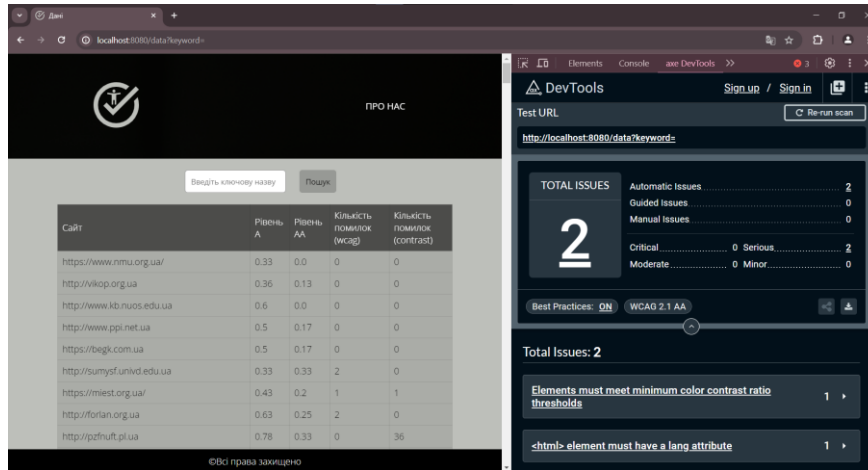 Дані
localhost:8080/data?keyword=
ПРО НАС
Введіть ключову назву
Пошук
Сайт Рівень A Рівень AA Кількість помилок (wcag) Кількість помилок (contrast)
https://www.nmu.org.ua/ 0.33 0.0 0 0
http://vikop.org.ua 0.36 0.13 0 0
http://www.kb.nuos.edu.ua 0.6 0.0 0 0
http://www.ppi.net.ua 0.5 0.17 0 0
https://begk.com.ua 0.5 0.17 0 0
http://sumysf.univd.edu.ua 0.33 0.33 2 0
https://miest.org.ua/ 0.43 0.2 1 1
http://forlan.org.ua 0.63 0.25 2 0
http://pzfnuft.pl.ua 0.78 0.33 0 36
©Всі права захищено
Elements Console axe DevTools 3
DevTools
Sign up / Sign in
Test URL
Re-run scan
http://localhost:8080/data?keyword=
TOTAL ISSUES
2
Automatic Issues 2
Guided Issues 0
Manual Issues 0
Critical 0 Serious 2
Moderate 0 Minor 0
Best Practices: ON WCAG 2.1 AA
Total Issues: 2
Elements must meet minimum color contrast ratio
thresholds 1
<html> element must have a lang attribute 1